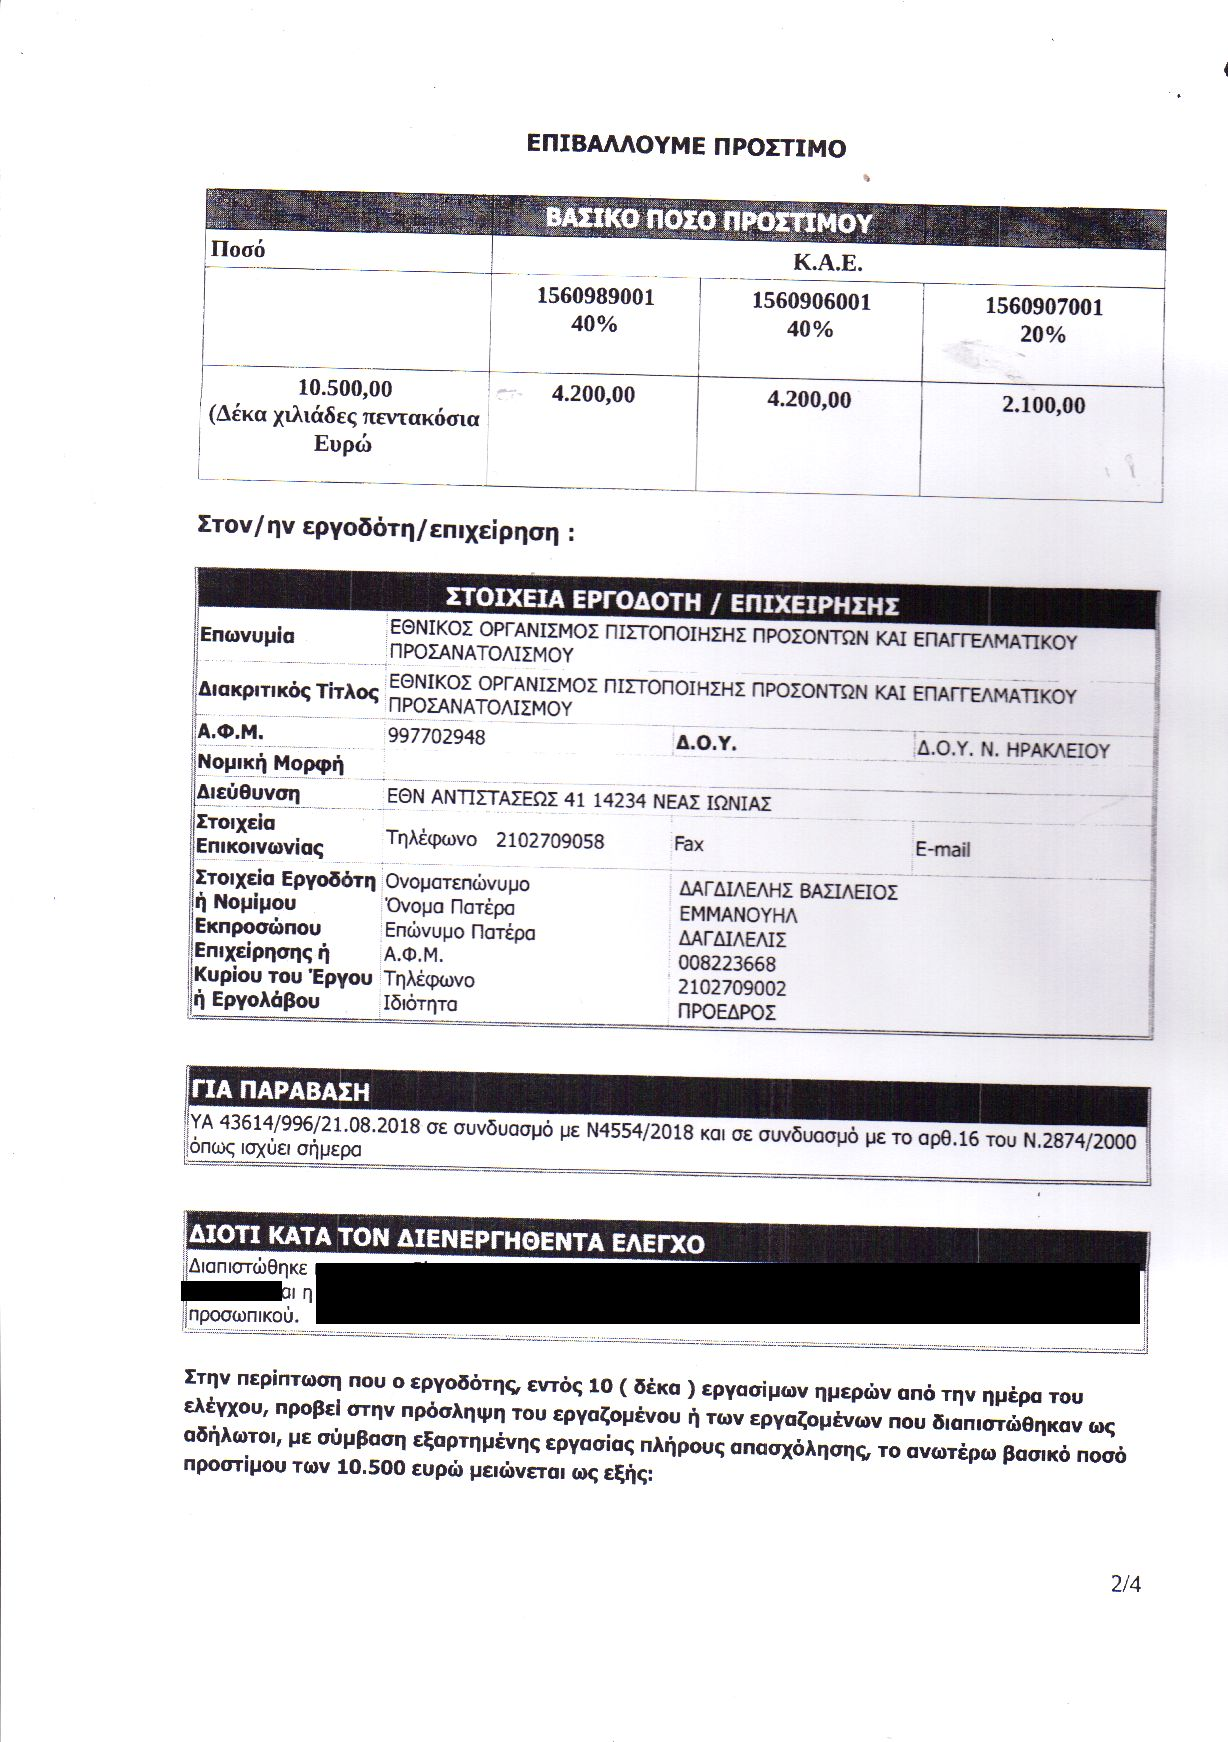 ΕΠΙΒΑΛΛΟΥΜΕ ΠΡΟΣΤΙΜΟ
ΒΑΣΙΚΟ ΠΟΣΟ ΠΡΟΣΤΙΜΟΥ
Ποσό Κ.Α.Ε.
1560989001 1560906001 1560907001
40% 40% 20%
10.500,00 4.200,00 4.200,00 2.100,00
(Δέκα χιλιάδες πεντακόσια
Ευρώ
Στον/ην εργοδότη/επιχείρηση :
ΣΤΟΙΧΕΙΑ ΕΡΓΟΔΟΤΗ / ΕΠΙΧΕΙΡΗΣΗΣ
Επωνυμία ΕΘΝΙΚΟΣ ΟΡΓΑΝΙΣΜΟΣ ΠΙΣΤΟΠΟΙΗΣΗΣ ΠΡΟΣΟΝΤΩΝ ΚΑΙ ΕΠΑΓΓΕΛΜΑΤΙΚΟΥ
ΠΡΟΣΑΝΑΤΟΛΙΣΜΟΥ
Διακριτικός Τίτλος ΕΘΝΙΚΟΣ ΟΡΓΑΝΙΣΜΟΣ ΠΙΣΤΟΠΟΙΗΣΗΣ ΠΡΟΣΟΝΤΩΝ ΚΑΙ ΕΠΑΓΓΕΛΜΑΤΙΚΟΥ
ΠΡΟΣΑΝΑΤΟΛΙΣΜΟΥ
Α.Φ.Μ. 997702948 Δ.Ο.Υ. Δ.Ο.Υ. Ν. ΗΡΑΚΛΕΙΟΥ
Νομική Μορφή
Διεύθυνση ΕΘΝ ΑΝΤΙΣΤΑΣΕΩΣ 41 14234 ΝΕΑΣ ΙΩΝΙΑΣ
Στοιχεία
Επικοινωνίας Τηλέφωνο 2102709058 Fax E-mail
Στοιχεία Εργοδότη Ονοματεπώνυμο ΔΑΓΔΙΛΕΛΗΣ ΒΑΣΙΛΕΙΟΣ
ή Νομίμου Όνομα Πατέρα ΕΜΜΑΝΟΥΗΛ
Εκπροσώπου Επώνυμο Πατέρα ΔΑΓΔΙΛΕΛΙΣ
Επιχείρησης ή Α.Φ.Μ. 008223668
Κυρίου του Έργου Τηλέφωνο 2102709002
ή Εργολάβου Ιδιότητα ΠΡΟΕΔΡΟΣ
ΓΙΑ ΠΑΡΑΒΑΣΗ
ΥΑ 43614/996/21.08.2018 σε συνδυασμό με Ν4554/2018 και σε συνδυασμό με το αρθ.16 του Ν.2874/2000
όπως ισχύει σήμερα
ΔΙΟΤΙ ΚΑΤΑ ΤΟΝ ΔΙΕΝΕΡΓΗΘΕΝΤΑ ΕΛΕΓΧΟ
Διαπιστώθηκε
αι η
προσωπικού.
Στην περίπτωση που ο εργοδότης, εντός 10 ( δέκα ) εργασίμων ημερών από την ημέρα του
ελέγχου, προβεί στην πρόσληψη του εργαζομένου ή των εργαζομένων που διαπιστώθηκαν ως
αδήλωτοι, με σύμβαση εξαρτημένης εργασίας πλήρους απασχόλησης, το ανωτέρω βασικό ποσό
προστίμου των 10.500 ευρώ μειώνεται ως εξής:
2/4